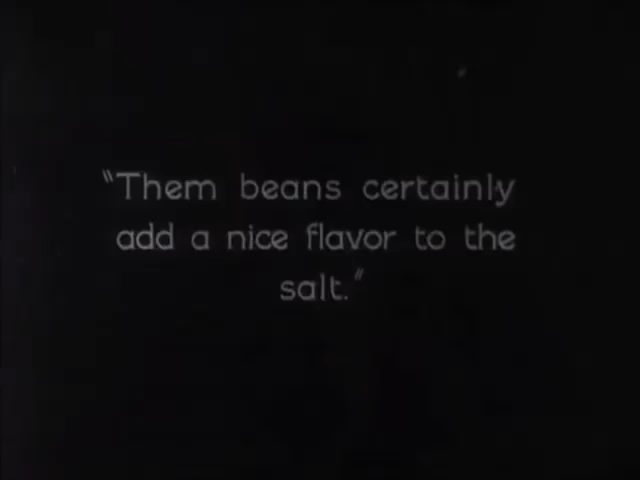 "Them beans certainly
add a nice flavor to the
salt."